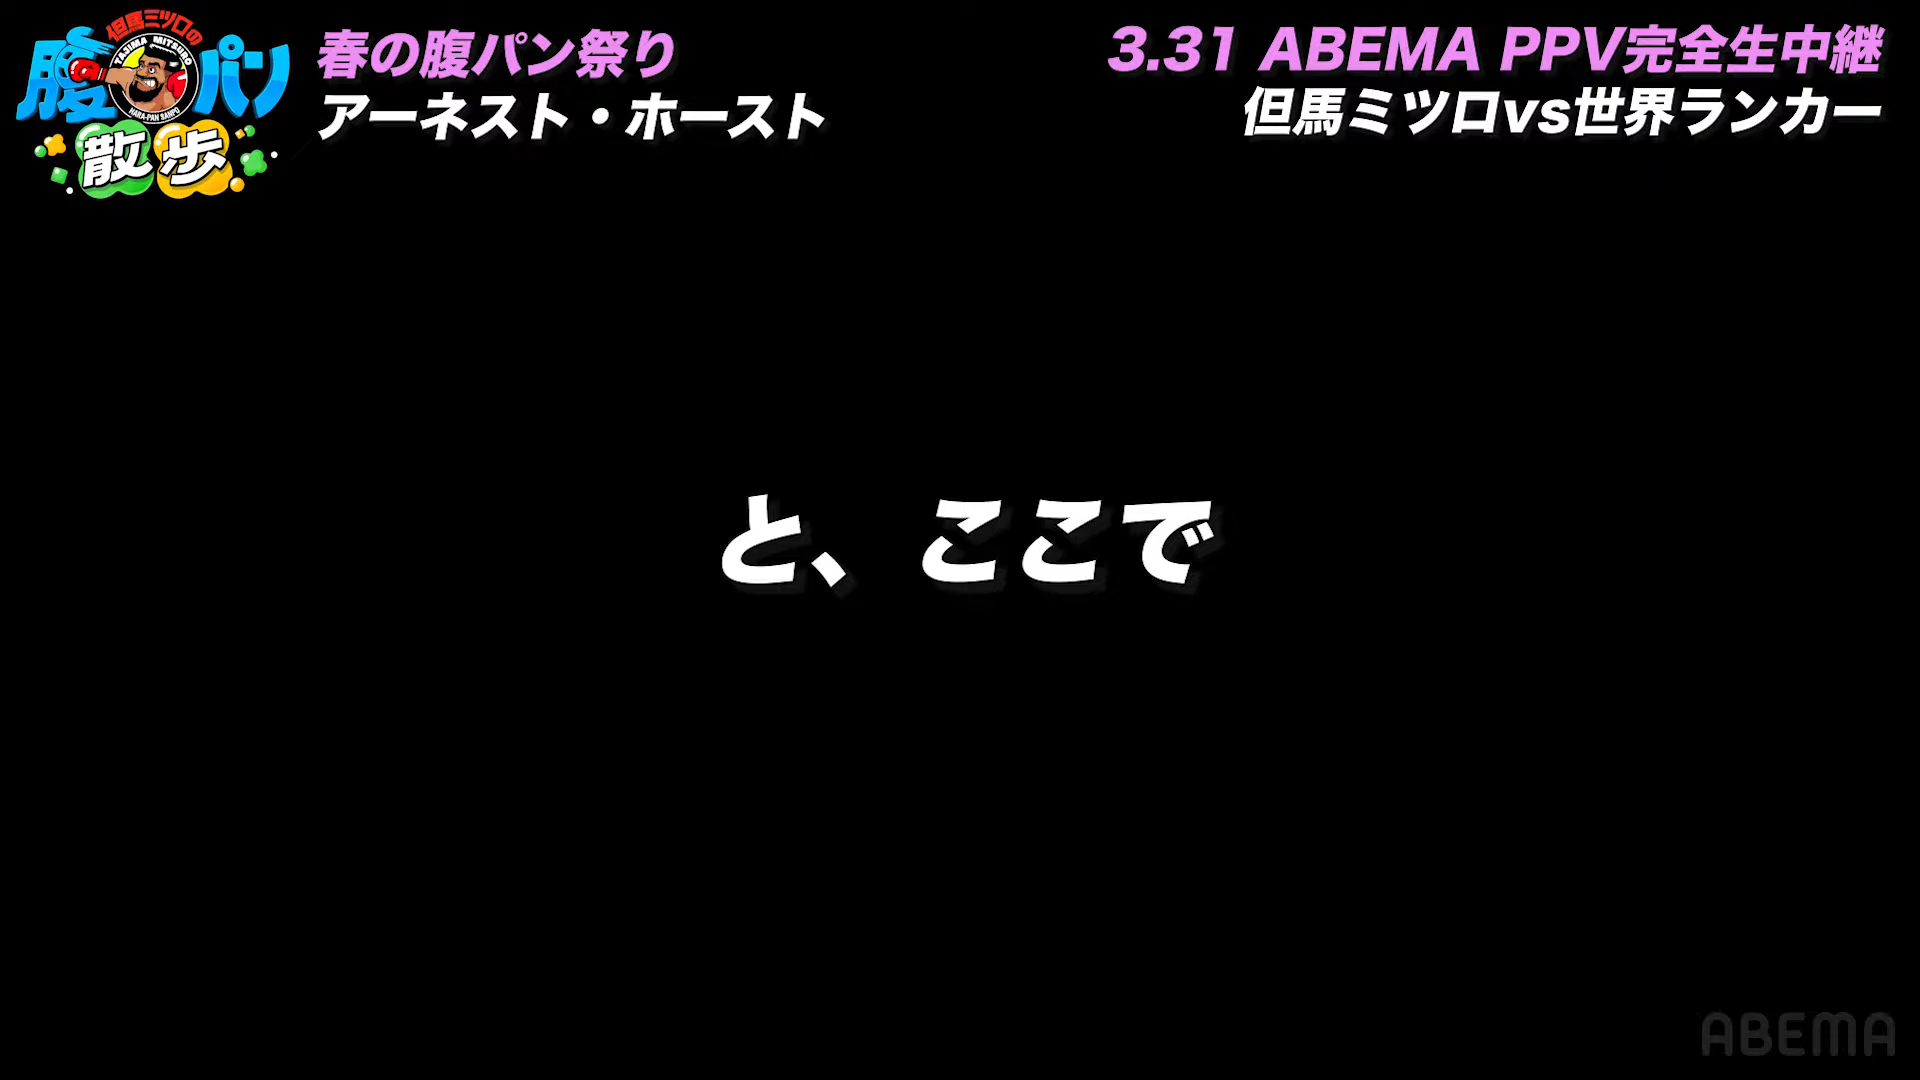 但馬ミツロの
腹パン
TAJIMA MITSURO
HARA-PAN SANPO
散歩
春の腹パン祭り
アーネスト・ホースト
3.31 ABEMA PPV完全生中継
但馬ミツロvs世界ランカー
と、ここで
ABEMA